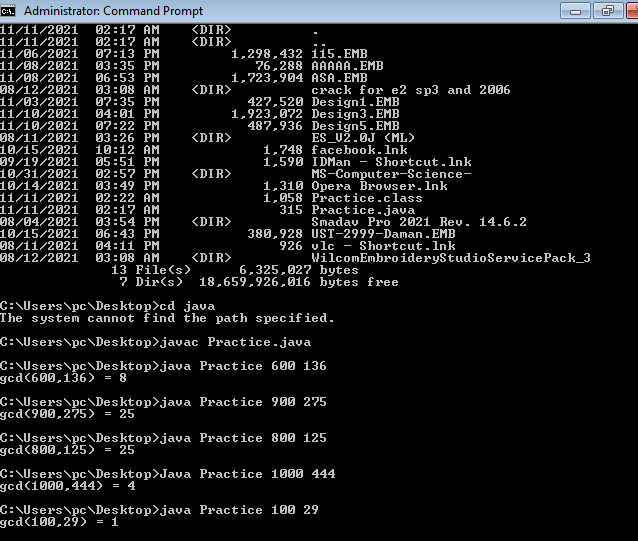 Administrator: Command Prompt
11/11/2021  02:17 AM    <DIR>          .
11/11/2021  02:17 AM    <DIR>          ..
11/06/2021  07:13 PM         1,298,432 115.EMB
11/08/2021  03:35 PM            76,288 AAAAA.EMB
11/08/2021  06:53 PM         1,723,904 ASA.EMB
08/12/2021  03:08 AM    <DIR>          crack for e2 sp3 and 2006
11/03/2021  07:35 PM           427,520 Design1.EMB
11/10/2021  04:01 PM         1,923,072 Design3.EMB
11/10/2021  07:22 PM           487,936 Design5.EMB
08/11/2021  03:26 PM    <DIR>          ES_V2.0J (ML)
10/15/2021  10:12 AM             1,748 facebook.lnk
09/19/2021  05:51 PM             1,590 IDMan - Shortcut.lnk
10/31/2021  02:57 PM    <DIR>          MS-Computer-Science-
10/14/2021  03:49 PM             1,310 Opera Browser.lnk
11/11/2021  02:22 AM             1,058 Practice.class
11/11/2021  02:17 AM               315 Practice.java
08/04/2021  03:54 PM    <DIR>          Smadav Pro 2021 Rev. 14.6.2
10/15/2021  06:43 PM           380,928 UST-2999-Daman.EMB
08/11/2021  04:11 PM               926 vlc - Shortcut.lnk
08/12/2021  03:08 AM    <DIR>          WilcomEmbroideryStudioServicePack_3
              13 File(s)      6,325,027 bytes
               7 Dir(s)  18,659,926,016 bytes free
C:\Users\pc\Desktop>cd java
The system cannot find the path specified.
C:\Users\pc\Desktop>javac Practice.java
C:\Users\pc\Desktop>java Practice 600 136
gcd(600,136) = 8
C:\Users\pc\Desktop>java Practice 900 275
gcd(900,275) = 25
C:\Users\pc\Desktop>java Practice 800 125
gcd(800,125) = 25
C:\Users\pc\Desktop>java Practice 1000 444
gcd(1000,444) = 4
C:\Users\pc\Desktop>java Practice 100 29
gcd(100,29) = 1